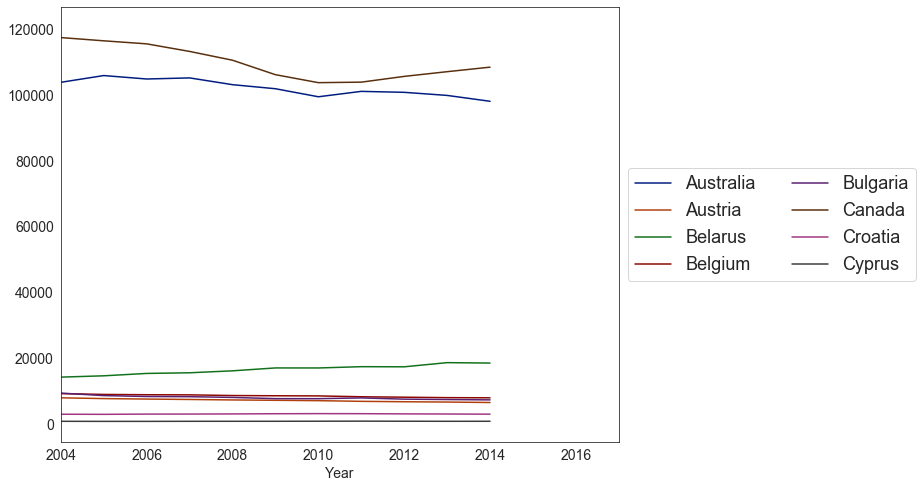 120000
100000
80000
60000
40000
20000
0
2004 2006 2008 2010 2012 2014 2016
Year
Australia Bulgaria
Austria Canada
Belarus Croatia
Belgium Cyprus